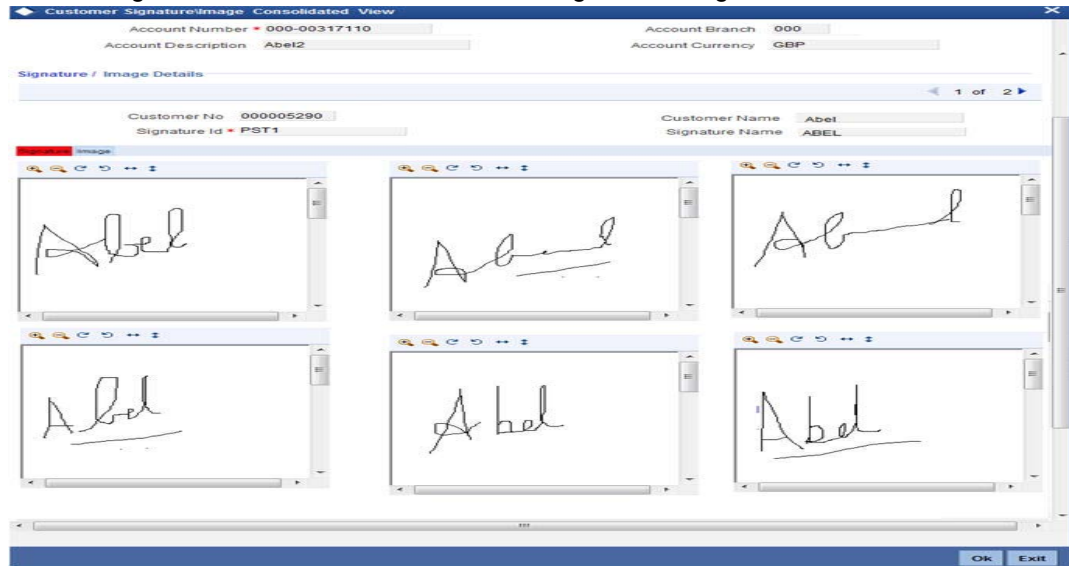 Customer Signature\Image Consolidated View
Account Number * 000-00317110 Account Branch 000
Account Description Abel2 Account Currency GBP
Signature / Image Details
1 of 2
Customer No 000005290 Customer Name Abel
Signature Id * PST1 Signature Name ABEL
Signature Image
Abel
Abel
Abel
Abel
Ok Exit